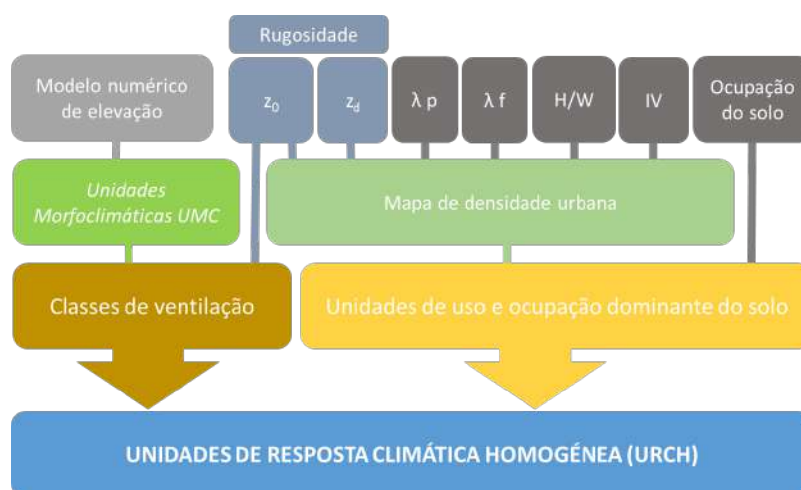 Rugosidade
Modelo numérico
de elevação
z0
zd
λ p
λ f
H/W
IV
Ocupação
do solo
Unidades
Morfoclimáticas UMC
Mapa de densidade urbana
Classes de ventilação
Unidades de uso e ocupação dominante do solo
UNIDADES DE RESPOSTA CLIMÁTICA HOMOGÉNEA (URCH)